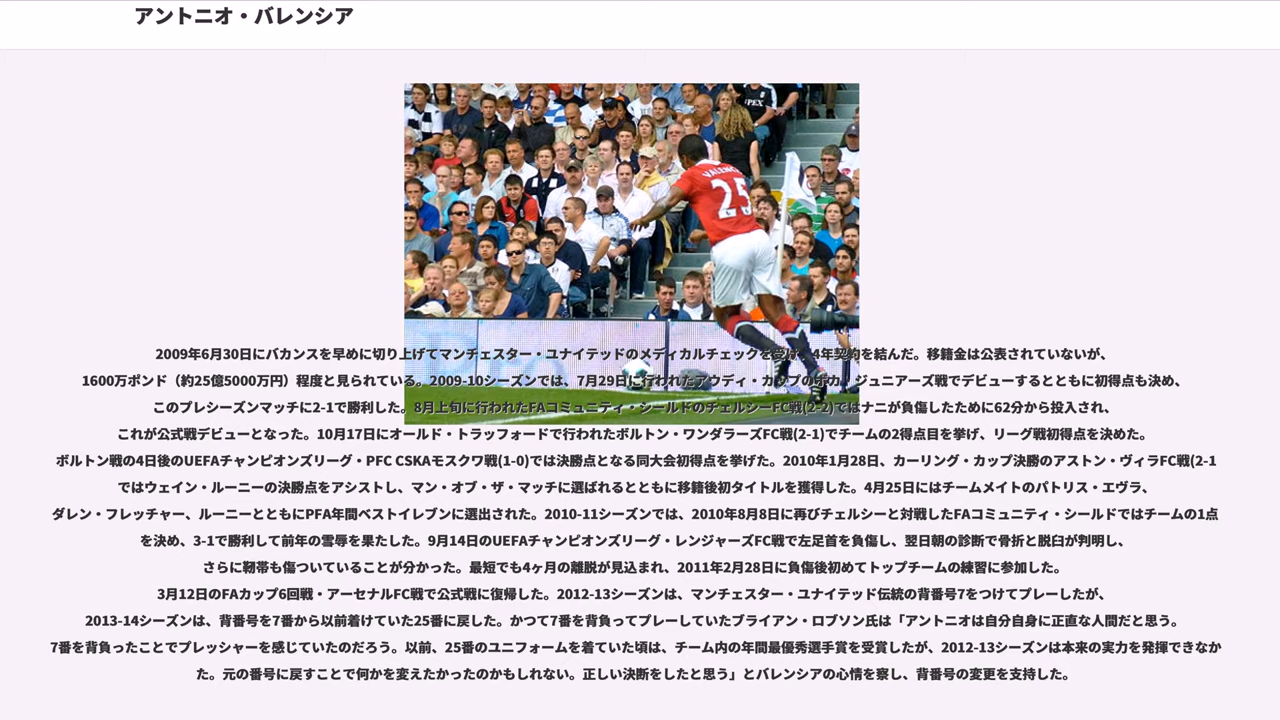 アントニオ・バレンシア
APEX
VALENCIA
25
2009年6月30日にバカンスを早めに切り上げてマンチェスター・ユナイテッドのメディカルチェックを受け、4年契約を結んだ。移籍金は公表されていないが、
1600万ポンド（約25億5000万円）程度と見られている。2009-10シーズンでは、7月29日に行われたアウディ・カップのボカ・ジュニアーズ戦でデビューするとともに初得点も決め、
このプレシーズンマッチに2-1で勝利した。8月上旬に行われたFAコミュニティ・シールドのチェルシーFC戦(2-2)ではナニが負傷したために62分から投入され、
これが公式戦デビューとなった。10月17日にオールド・トラッフォードで行われたボルトン・ワンダラーズFC戦(2-1)でチームの2得点目を挙げ、リーグ戦初得点を決めた。
ボルトン戦の4日後のUEFAチャンピオンズリーグ・PFC CSKAモスクワ戦(1-0)では決勝点となる同大会初得点を挙げた。2010年1月28日、カーリング・カップ決勝のアストン・ヴィラFC戦(2-1
ではウェイン・ルーニーの決勝点をアシストし、マン・オブ・ザ・マッチに選ばれるとともに移籍後初タイトルを獲得した。4月25日にはチームメイトのパトリス・エヴラ、
ダレン・フレッチャー、ルーニーとともにPFA年間ベストイレブンに選出された。2010-11シーズンでは、2010年8月8日に再びチェルシーと対戦したFAコミュニティ・シールドではチームの1点
を決め、3-1で勝利して前年の雪辱を果たした。9月14日のUEFAチャンピオンズリーグ・レンジャーズFC戦で左足首を負傷し、翌日朝の診断で骨折と脱臼が判明し、
さらに靭帯も傷ついていることが分かった。最短でも4ヶ月の離脱が見込まれ、2011年2月28日に負傷後初めてトップチームの練習に参加した。
3月12日のFAカップ6回戦・アーセナルFC戦で公式戦に復帰した。2012-13シーズンは、マンチェスター・ユナイテッド伝統の背番号7をつけてプレーしたが、
2013-14シーズンは、背番号を7番から以前着けていた25番に戻した。かつて7番を背負ってプレーしていたブライアン・ロブソン氏は「アントニオは自分自身に正直な人間だと思う。
7番を背負ったことでプレッシャーを感じていたのだろう。以前、25番のユニフォームを着ていた頃は、チーム内の年間最優秀選手賞を受賞したが、2012-13シーズンは本来の実力を発揮できなか
た。元の番号に戻すことで何かを変えたかったのかもしれない。正しい決断をしたと思う」とバレンシアの心情を察し、背番号の変更を支持した。